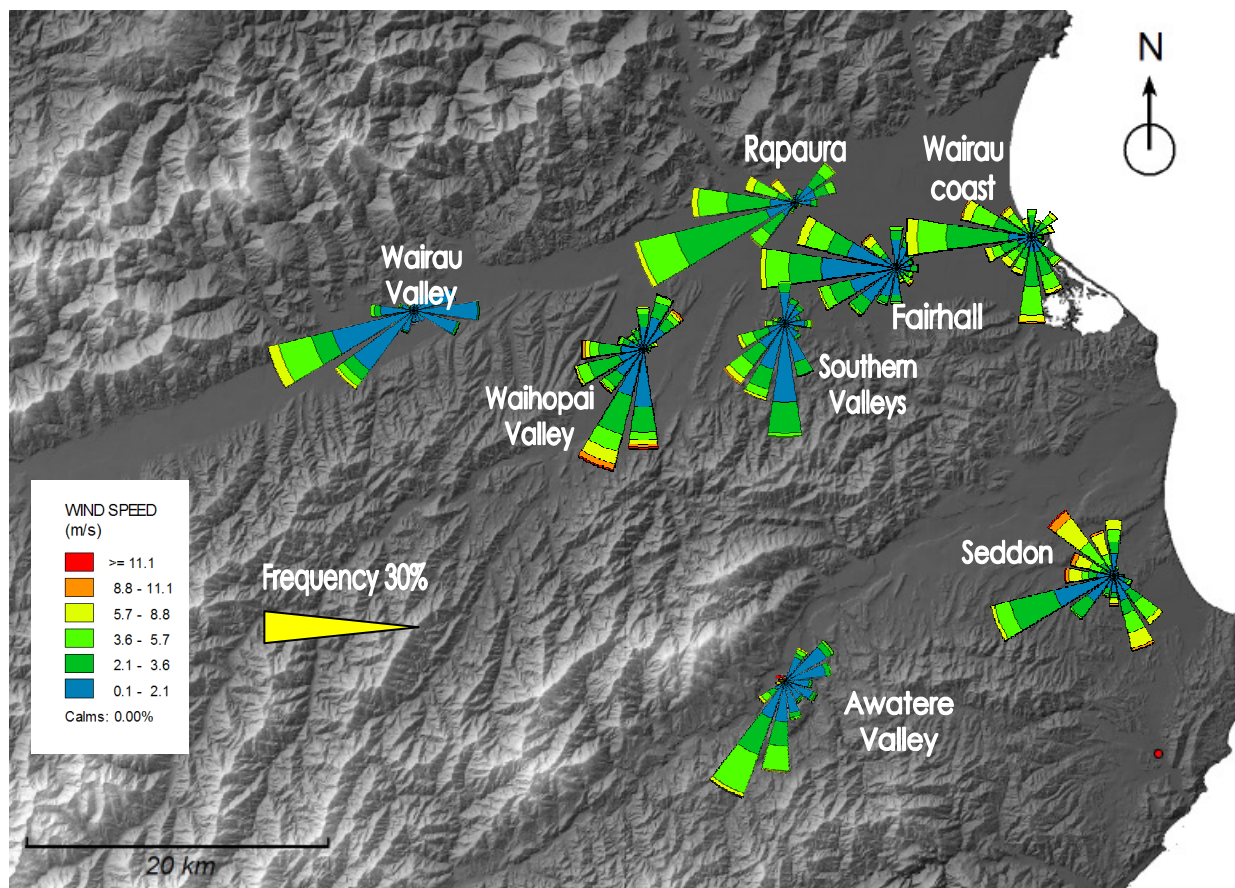 N
Rapaura
Wairau
coast
Wairau
Valley
Fairhall
Southern
Valleys
Waihopai
Valley
WIND SPEED
(m/s)
>= 11.1
8.8 - 11.1
5.7 - 8.8
3.6 - 5.7
2.1 - 3.6
0.1 - 2.1
Calms: 0.00%
Frequency 30%
Seddon
Awatere
Valley
20 km